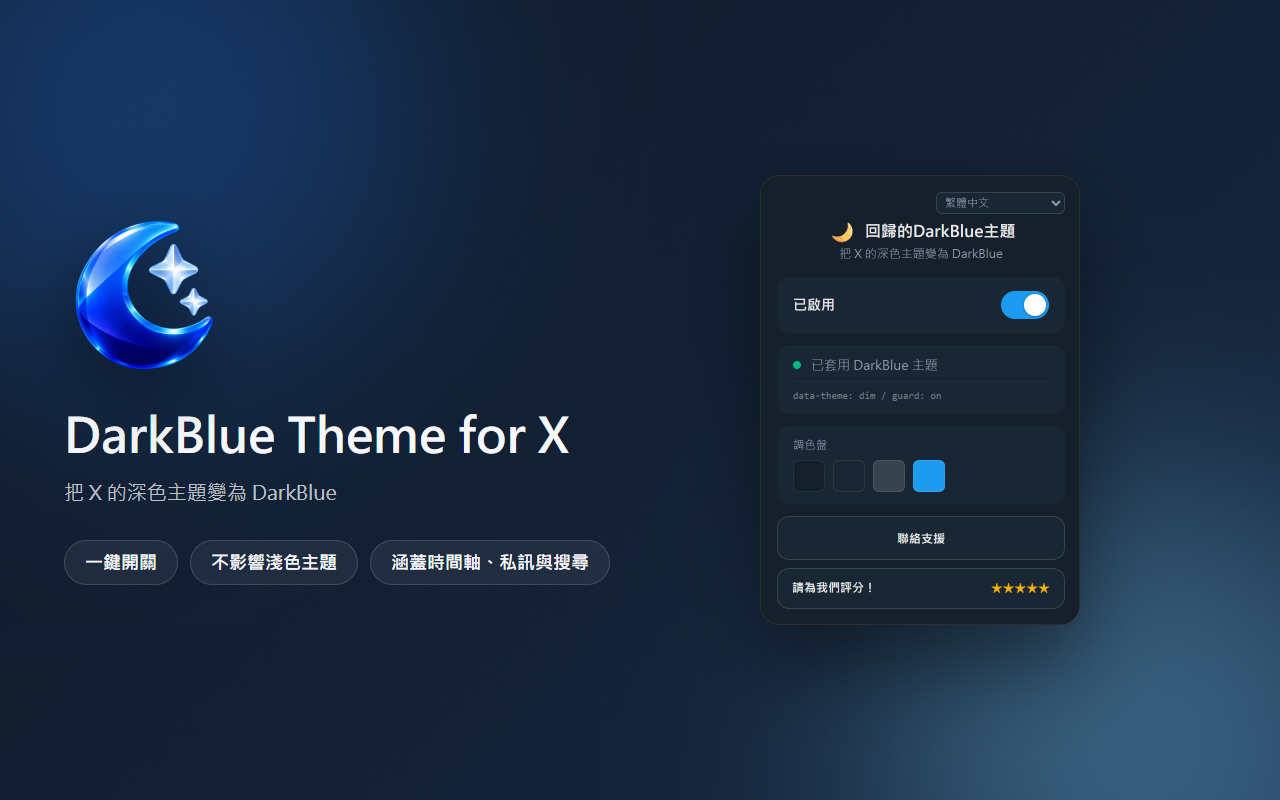 DarkBlue Theme for X
把 X 的深色主題變為 DarkBlue
一鍵開關
不影響淺色主題
涵蓋時間軸、私訊與搜尋
繁體中文
回歸的DarkBlue主題
把 X 的深色主題變為 DarkBlue
已啟用
已套用 DarkBlue 主題
data-theme: dim / guard: on
調色盤
聯絡支援
請為我們評分！ ★★★★★